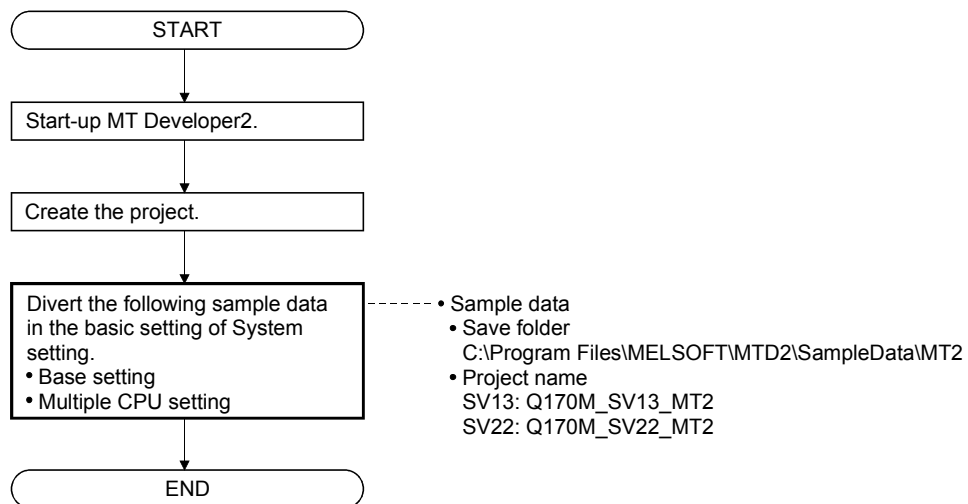 START
Start-up MT Developer2.
Create the project.
Divert the following sample data
in the basic setting of System
setting.
• Base setting
• Multiple CPU setting
• Sample data
• Save folder
C:\Program Files\MELSOFT\MTD2\SampleData\MT2
• Project name
SV13: Q170M_SV13_MT2
SV22: Q170M_SV22_MT2
END